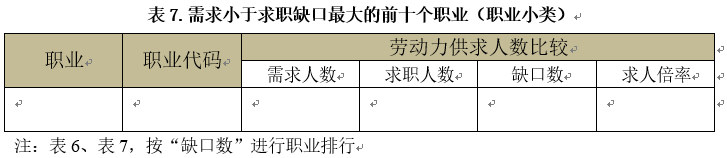 表 7.需求小于求职缺口最大的前十个职业（职业小类）
职业 职业代码 劳动力供求人数比较
需求人数 求职人数 缺口数 求人倍率
注：表 6、表 7，按“缺口数”进行职业排行